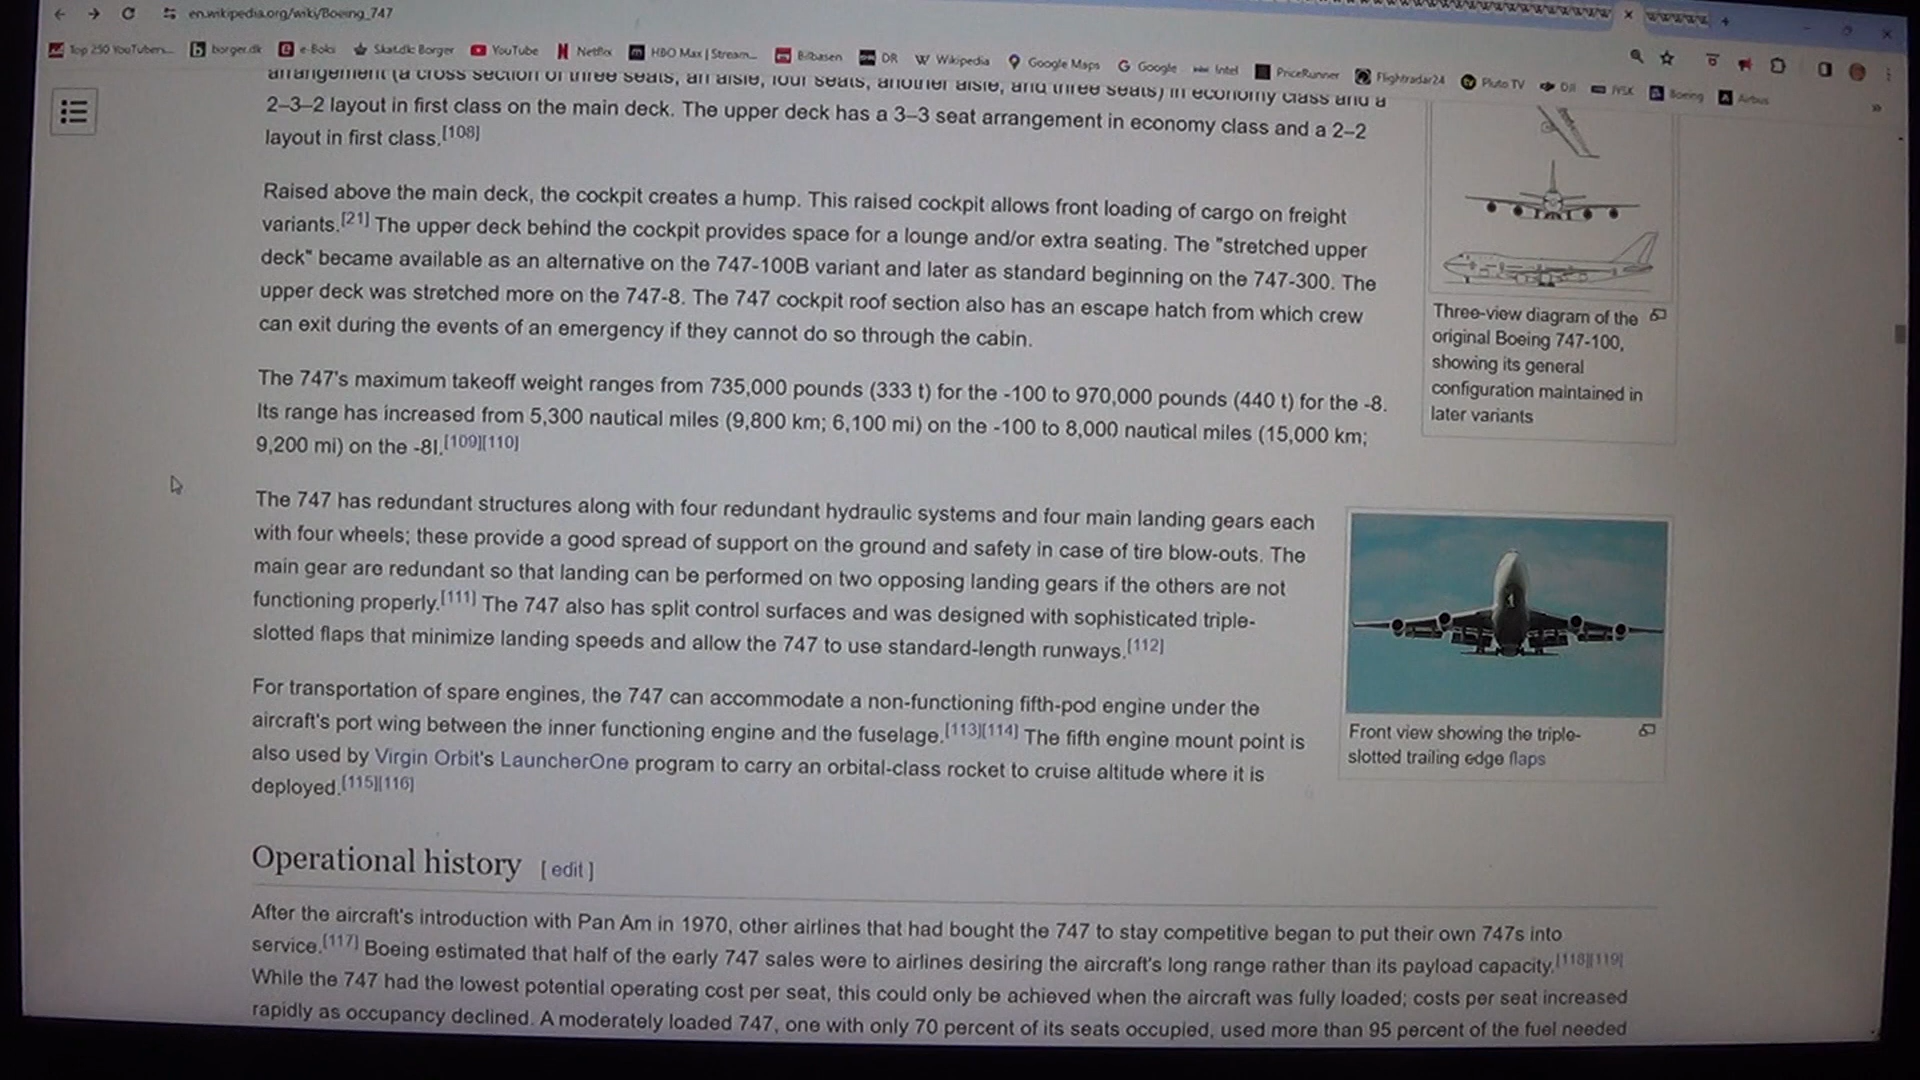 en.wikipedia.org/wiki/Boeing_747
Top 250 YouTubers... borger.dk e-Boks Skat.dk: Borger YouTube Netflix HBO Max | Stream... Bilbasen DR Wikipedia Google Maps Google Intel PriceRunner Flightradar24 Pluto TV DJI JYSK Boeing Airbus
arrangement (a cross section of three seats, an aisle, four seats, another aisle, and three seats) in economy class and a
2–3–2 layout in first class on the main deck. The upper deck has a 3–3 seat arrangement in economy class and a 2–2
layout in first class.[108]
Raised above the main deck, the cockpit creates a hump. This raised cockpit allows front loading of cargo on freight
variants.[21] The upper deck behind the cockpit provides space for a lounge and/or extra seating. The "stretched upper
deck" became available as an alternative on the 747-100B variant and later as standard beginning on the 747-300. The
upper deck was stretched more on the 747-8. The 747 cockpit roof section also has an escape hatch from which crew
can exit during the events of an emergency if they cannot do so through the cabin.
Three-view diagram of the
original Boeing 747-100,
showing its general
configuration maintained in
later variants
The 747's maximum takeoff weight ranges from 735,000 pounds (333 t) for the -100 to 970,000 pounds (440 t) for the -8.
Its range has increased from 5,300 nautical miles (9,800 km; 6,100 mi) on the -100 to 8,000 nautical miles (15,000 km;
9,200 mi) on the -8I.[109][110]
The 747 has redundant structures along with four redundant hydraulic systems and four main landing gears each
with four wheels; these provide a good spread of support on the ground and safety in case of tire blow-outs. The
main gear are redundant so that landing can be performed on two opposing landing gears if the others are not
functioning properly.[111] The 747 also has split control surfaces and was designed with sophisticated triple-
slotted flaps that minimize landing speeds and allow the 747 to use standard-length runways.[112]
For transportation of spare engines, the 747 can accommodate a non-functioning fifth-pod engine under the
aircraft's port wing between the inner functioning engine and the fuselage.[113][114] The fifth engine mount point is
also used by Virgin Orbit's LauncherOne program to carry an orbital-class rocket to cruise altitude where it is
deployed.[115][116]
Front view showing the triple-
slotted trailing edge flaps
Operational history [ edit ]
After the aircraft's introduction with Pan Am in 1970, other airlines that had bought the 747 to stay competitive began to put their own 747s into
service.[117] Boeing estimated that half of the early 747 sales were to airlines desiring the aircraft's long range rather than its payload capacity.[118][119]
While the 747 had the lowest potential operating cost per seat, this could only be achieved when the aircraft was fully loaded; costs per seat increased
rapidly as occupancy declined. A moderately loaded 747, one with only 70 percent of its seats occupied, used more than 95 percent of the fuel needed